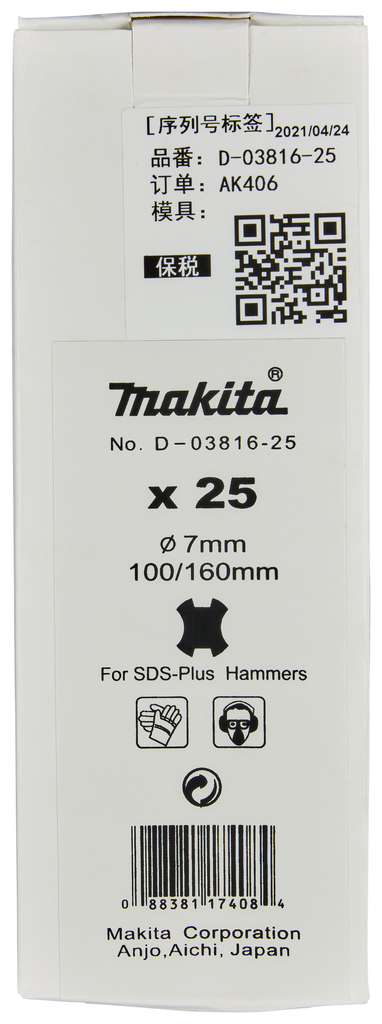 [序列号标签] 2021/04/24
品番：D-03816-25
订单：AK406
模具：
保税
makita®
No. D-03816-25
x 25
Ø 7mm
100/160mm
For SDS-Plus Hammers
0 88381 17408 4
Makita Corporation
Anjo,Aichi, Japan